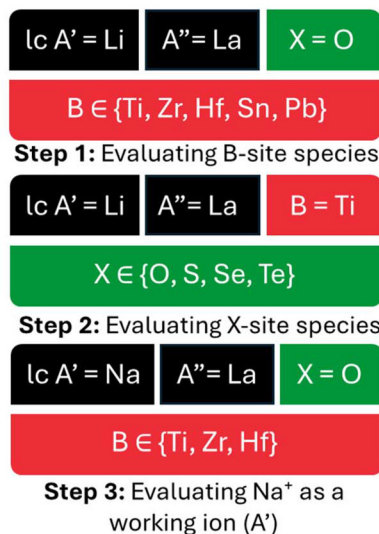 lc A' = Li A”= La X = O
B ∈ {Ti, Zr, Hf, Sn, Pb}
Step 1: Evaluating B-site species
lc A' = Li A”= La B = Ti
X ∈ {O, S, Se, Te}
Step 2: Evaluating X-site species
lc A' = Na A”= La X = O
B ∈ {Ti, Zr, Hf}
Step 3: Evaluating Na⁺ as a
working ion (A’)